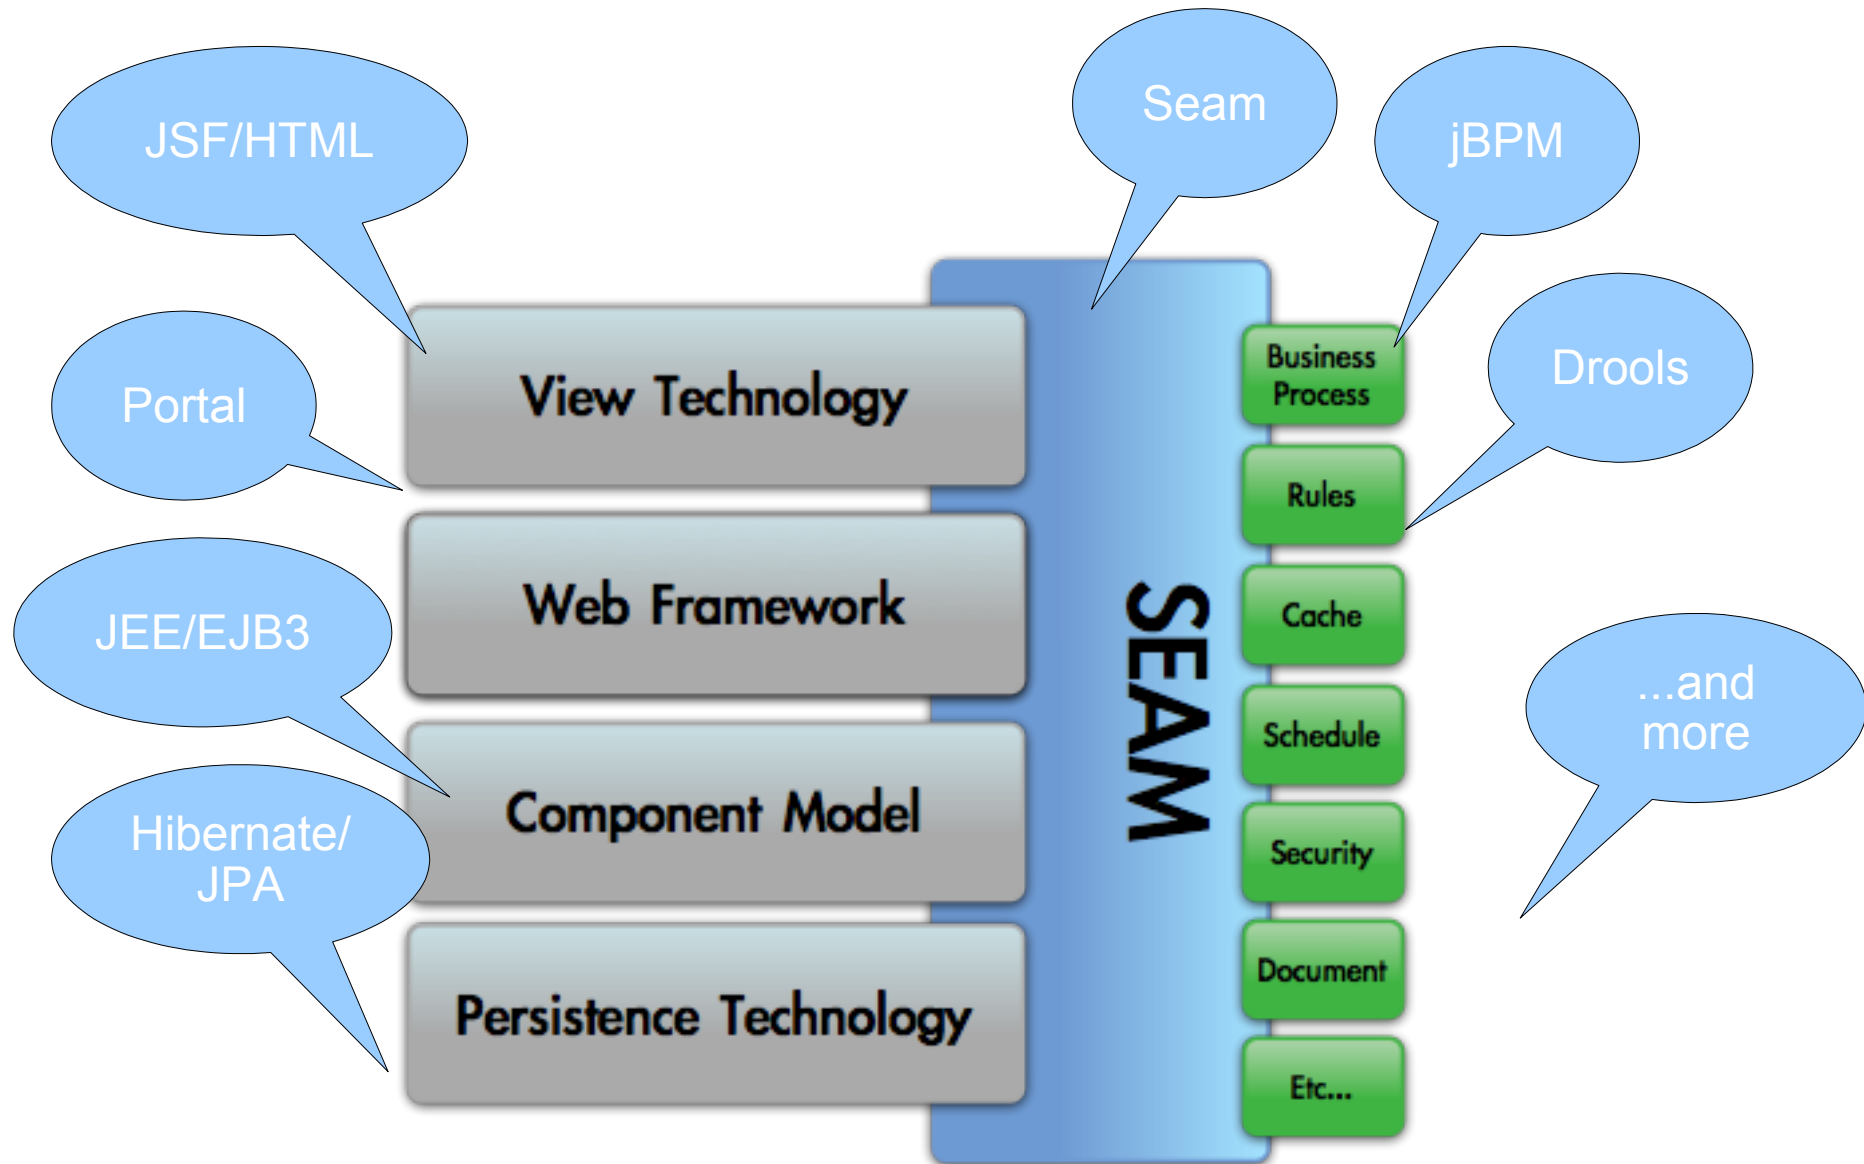 JSF/HTML
Seam
jBPM
Portal
Drools
JEE/EJB3
Hibernate/
JPA
...and
more
View Technology
Web Framework
Component Model
Persistence Technology
SEAM
Business
Process
Rules
Cache
Schedule
Security
Document
Etc...